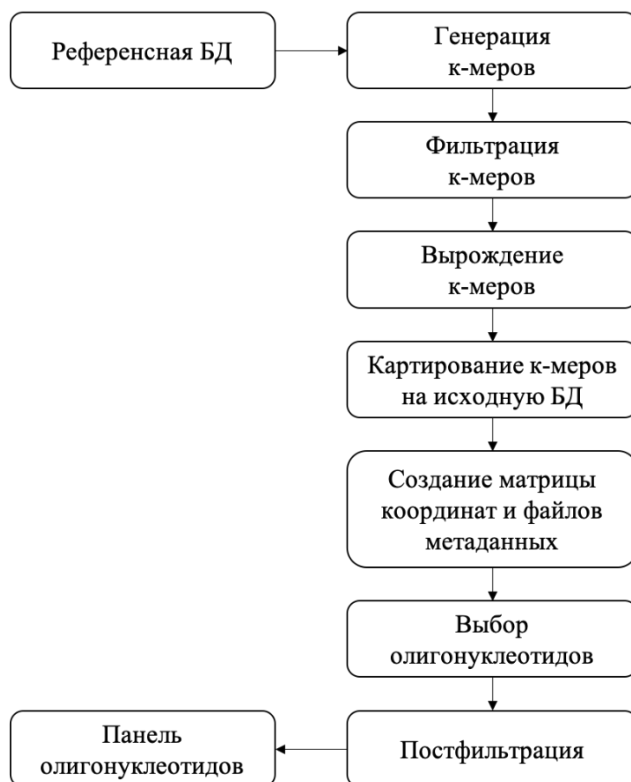 Референсная БД
Генерация
к-меров
Фильтрация
к-меров
Вырождение
к-меров
Картирование к-меров
на исходную БД
Создание матрицы
координат и файлов
метаданных
Выбор
олигонуклеотидов
Постфильтрация
Панель
олигонуклеотидов